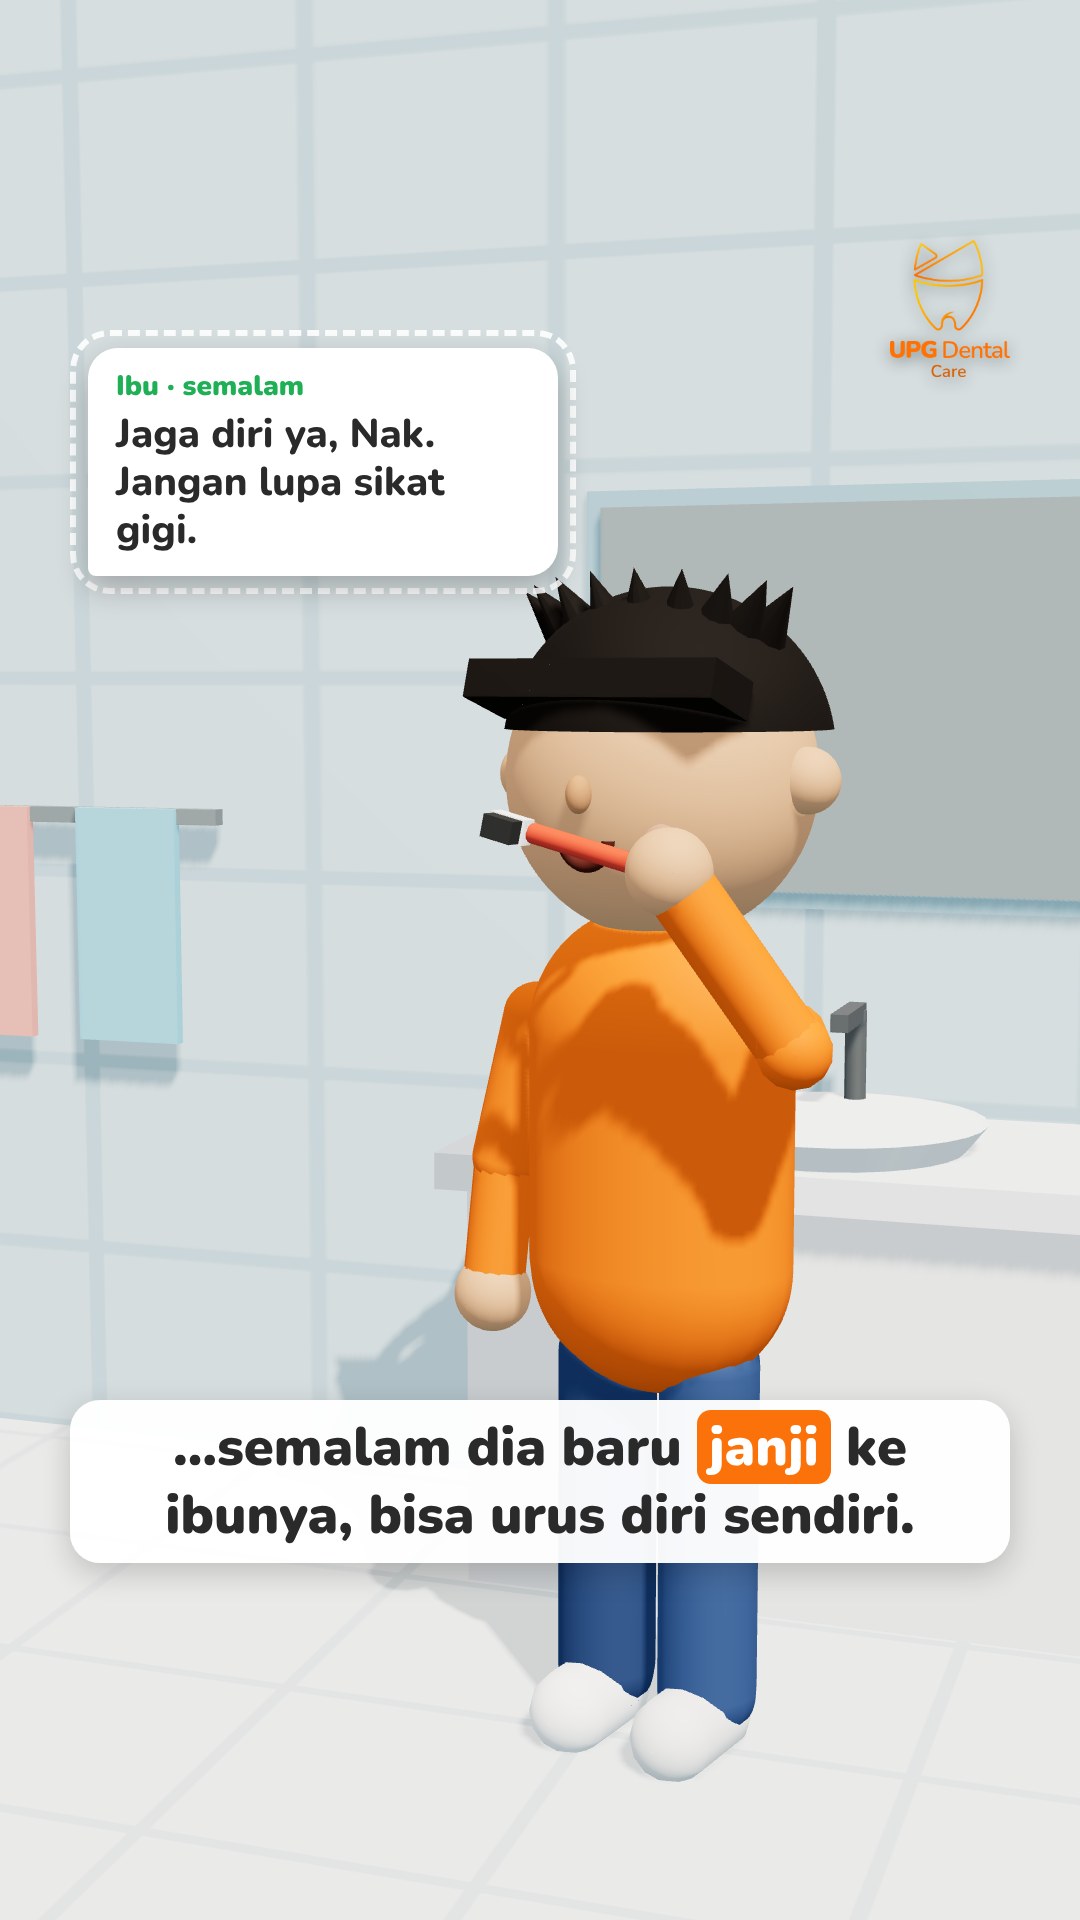 UPG Dental
Care
Ibu · semalam
Jaga diri ya, Nak.
Jangan lupa sikat
gigi.
...semalam dia baru janji ke
ibunya, bisa urus diri sendiri.